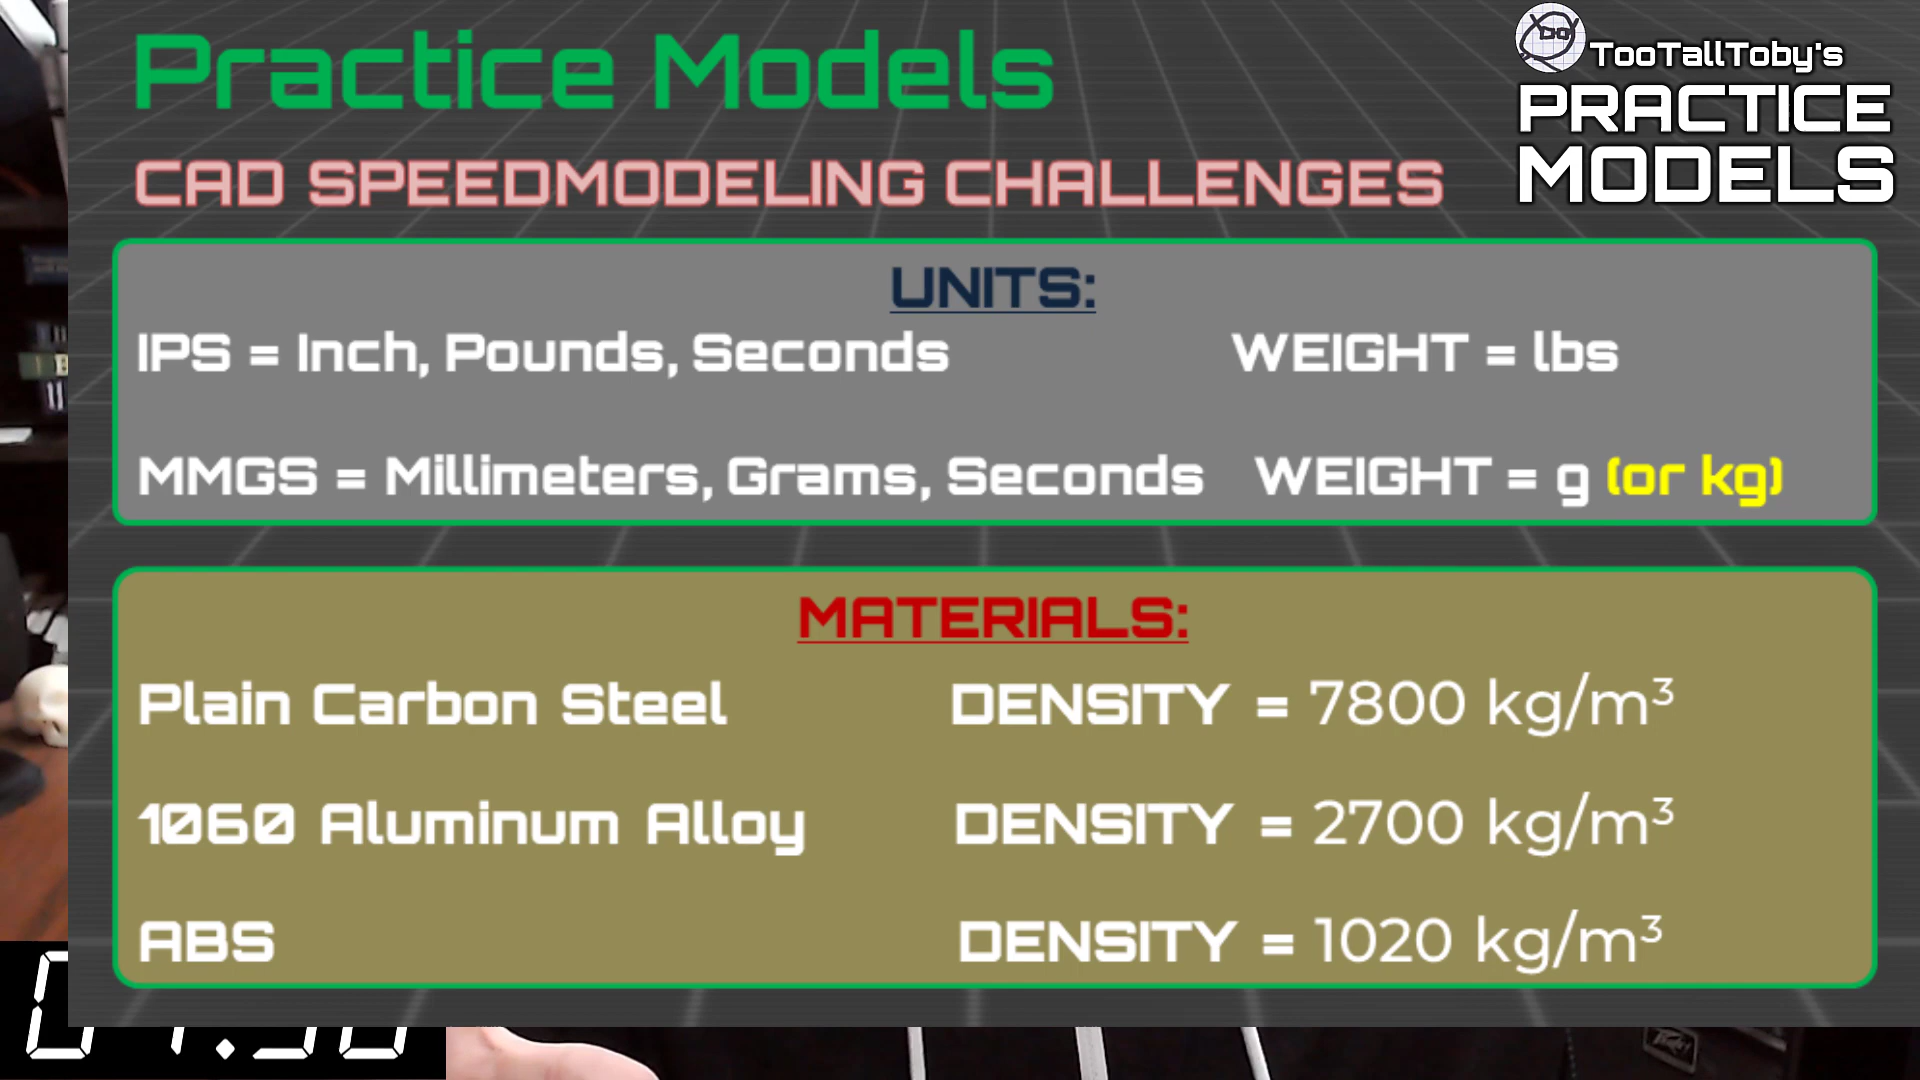 Practice Models
TooTallToby's
PRACTICE
MODELS
CAD SPEEDMODELING CHALLENGES
UNITS:
IPS = Inch, Pounds, Seconds WEIGHT = lbs
MMGS = Millimeters, Grams, Seconds WEIGHT = g (or kg)
MATERIALS:
Plain Carbon Steel DENSITY = 7800 kg/m³
1060 Aluminum Alloy DENSITY = 2700 kg/m³
ABS DENSITY = 1020 kg/m³